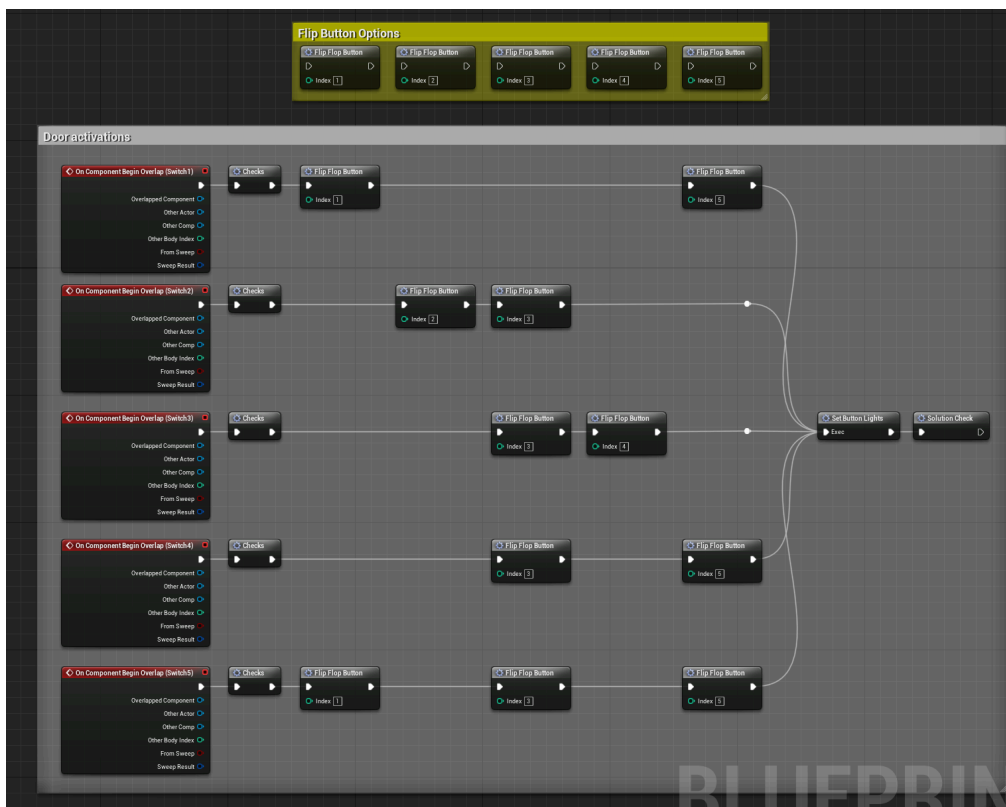 Flip Button Options
Flip Flop Button Flip Flop Button Flip Flop Button Flip Flop Button Flip Flop Button
Index 1 Index 2 Index 3 Index 4 Index 5
Door activations
On Component Begin Overlap (Switch1) Checks Flip Flop Button Flip Flop Button
Overlapped Component Index 1 Index 5
Other Actor
Other Comp
Other Body Index
From Sweep
Sweep Result
On Component Begin Overlap (Switch2) Checks Flip Flop Button Flip Flop Button
Overlapped Component Index 2 Index 3
Other Actor
Other Comp
Other Body Index
From Sweep
Sweep Result
On Component Begin Overlap (Switch3) Checks Flip Flop Button Flip Flop Button Set Button Lights Solution Check
Exec
Overlapped Component Index 3 Index 4
Other Actor
Other Comp
Other Body Index
From Sweep
Sweep Result
On Component Begin Overlap (Switch4) Checks Flip Flop Button Flip Flop Button
Overlapped Component Index 3 Index 5
Other Actor
Other Comp
Other Body Index
From Sweep
Sweep Result
On Component Begin Overlap (Switch5) Checks Flip Flop Button Flip Flop Button Flip Flop Button
Overlapped Component Index 1 Index 3 Index 5
Other Actor
Other Comp
Other Body Index
From Sweep
Sweep Result
BLUEPRIN